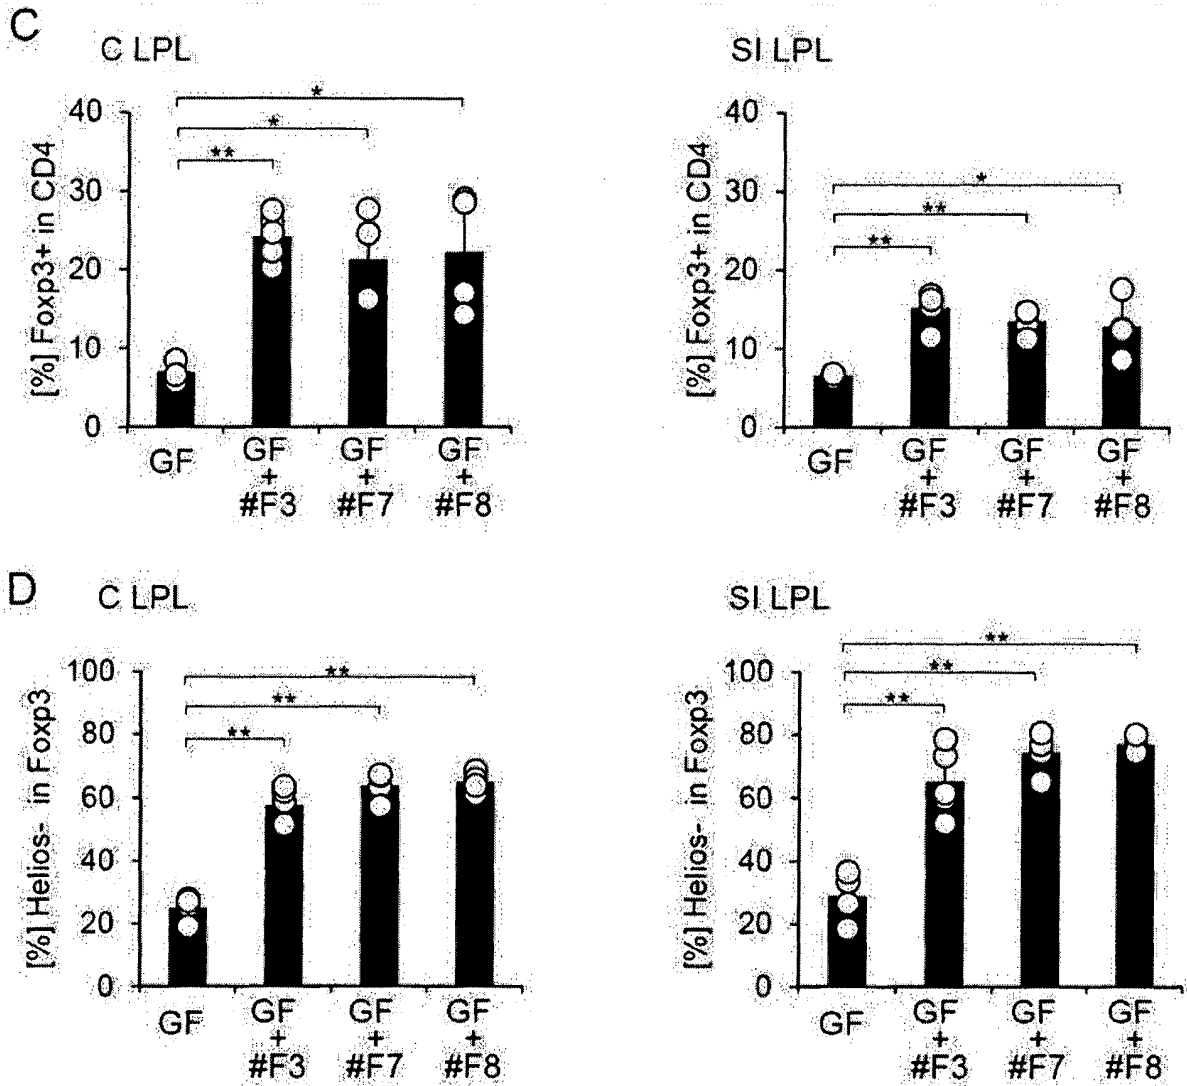 C
C LPL
SI LPL
[%] Foxp3+ in CD4
40
30
20
10
0
*
*
**
GF
GF + #F3
GF + #F7
GF + #F8
[%] Foxp3+ in CD4
40
30
20
10
0
*
**
**
GF
GF + #F3
GF + #F7
GF + #F8
D
C LPL
SI LPL
[%] Helios- in Foxp3
100
80
60
40
20
0
**
**
**
GF
GF + #F3
GF + #F7
GF + #F8
[%] Helios- in Foxp3
100
80
60
40
20
0
**
**
**
GF
GF + #F3
GF + #F7
GF + #F8